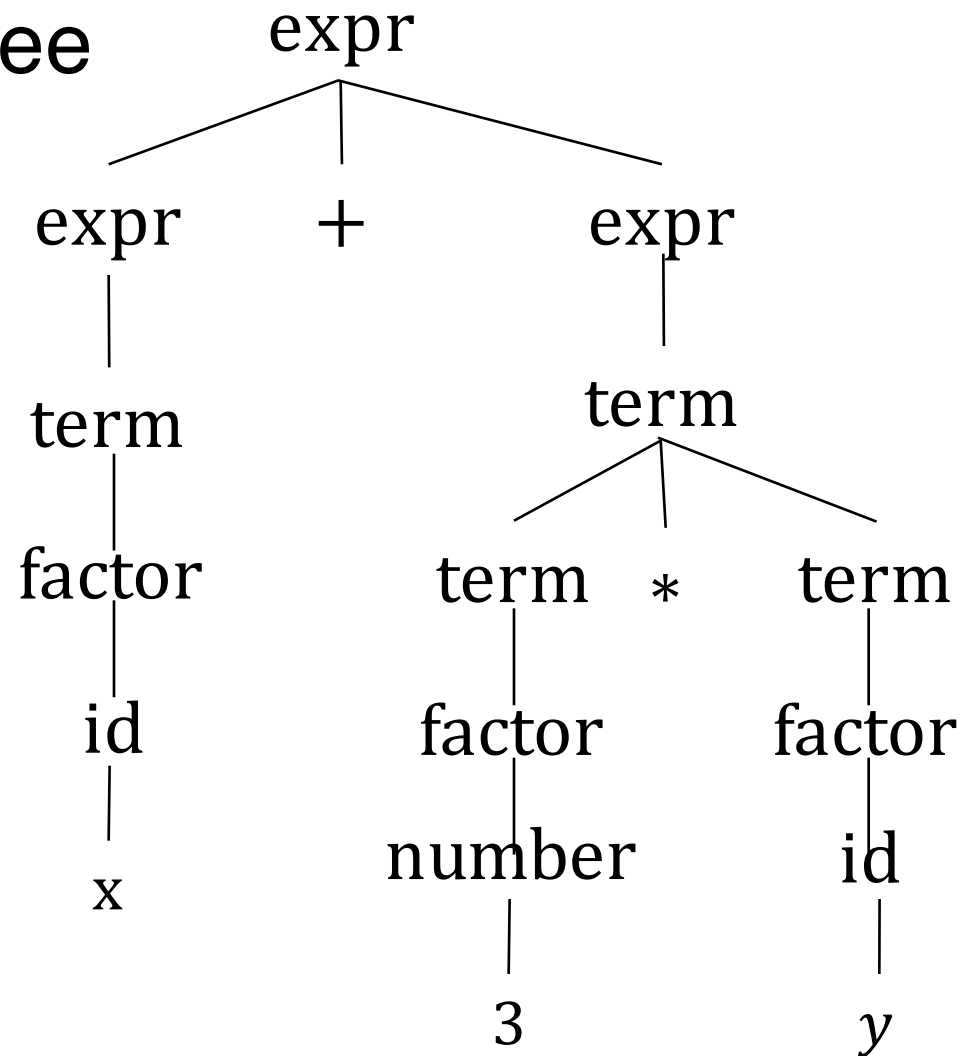 ee expr
expr + expr
term term
factor term * term
id factor factor
number id
x
3 y